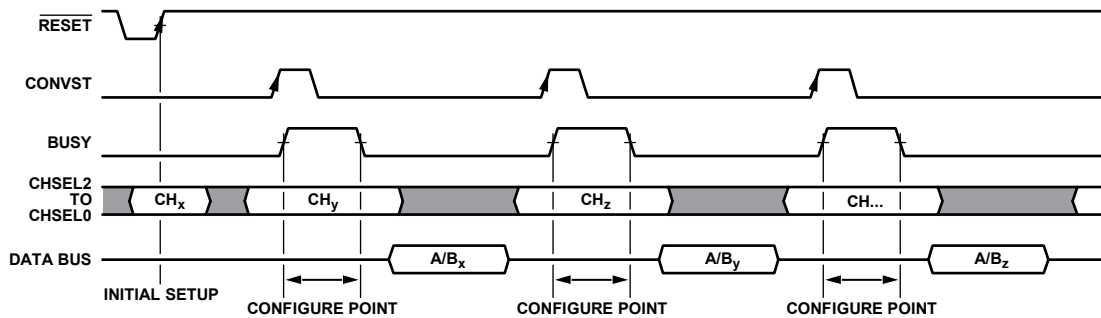 RESET
CONVST
BUSY
CHSEL2
TO
CHSEL0
CHx CHy CHz CH...
DATA BUS
A/Bx A/By A/Bz
INITIAL SETUP
CONFIGURE POINT CONFIGURE POINT CONFIGURE POINT